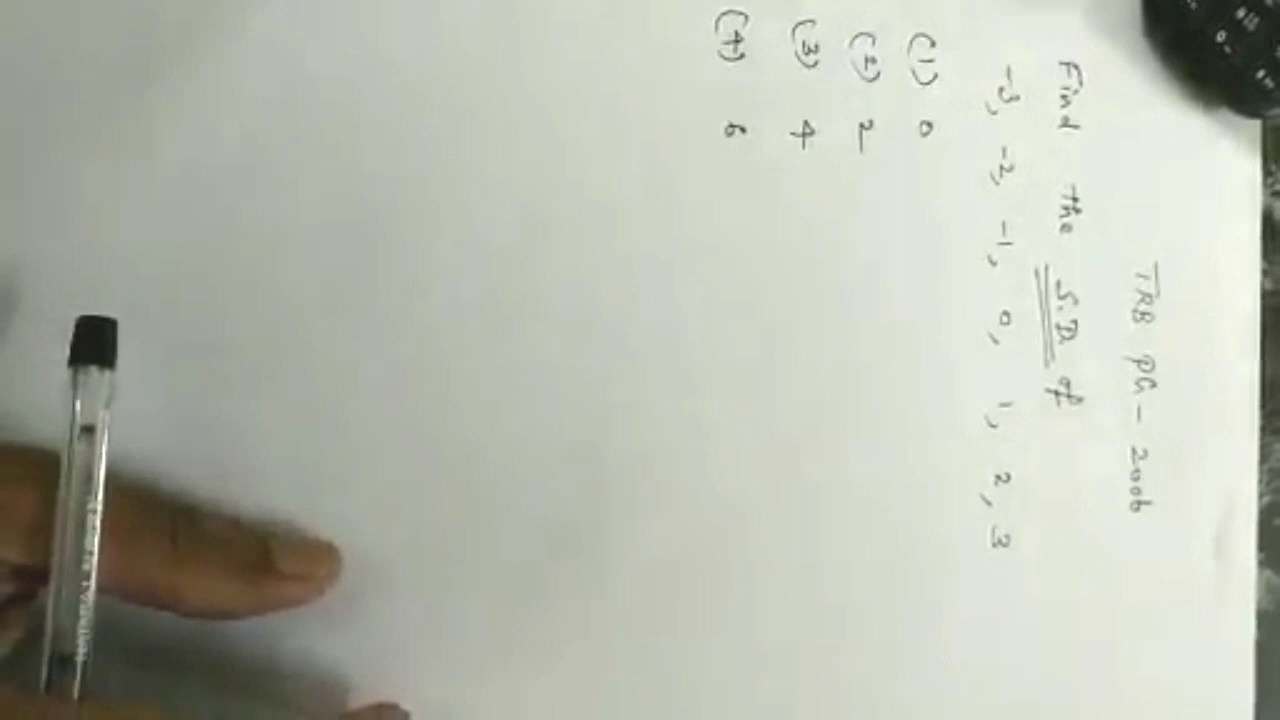 TRB PG - 2006
Find the S.D of
-3, -2, -1, 0, 1, 2, 3
(1) 0
(2) 2
(3) 4
(4) 6